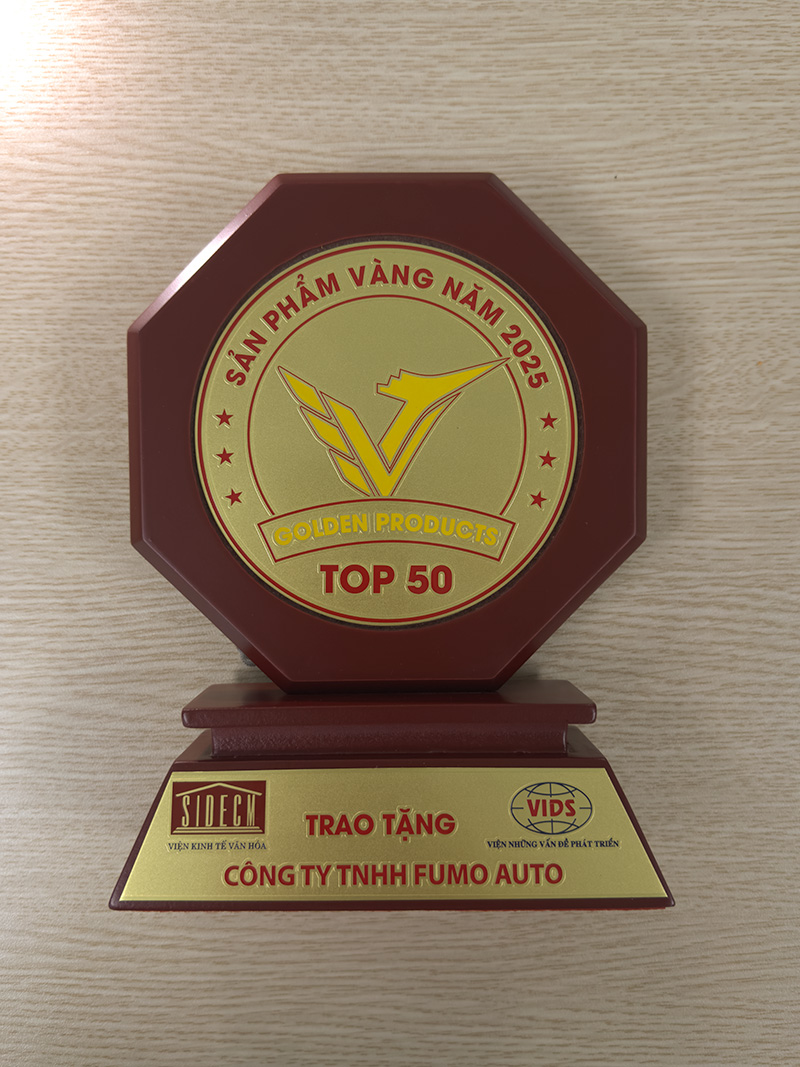 SẢN PHẨM VÀNG NĂM 2025
GOLDEN PRODUCTS
TOP 50
SIDECM
VIỆN KINH TẾ VĂN HÓA
TRAO TẶNG
VIDS
VIỆN NHỮNG VẤN ĐỀ PHÁT TRIỂN
CÔNG TY TNHH FUMO AUTO